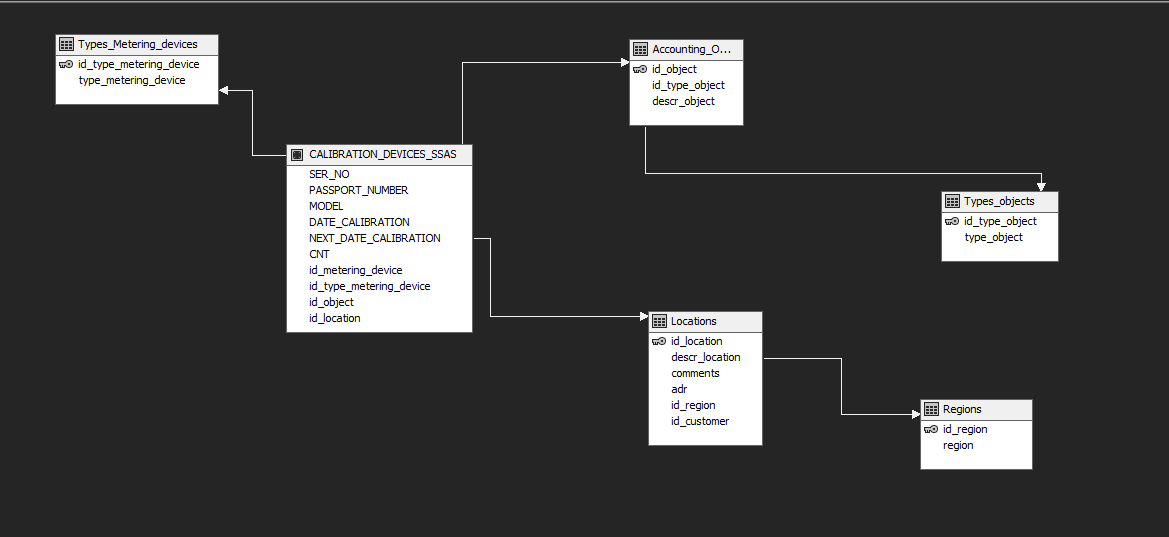 Types_Metering_devices
id_type_metering_device
type_metering_device
Accounting_O...
id_object
id_type_object
descr_object
CALIBRATION_DEVICES_SSAS
SER_NO
PASSPORT_NUMBER
MODEL
DATE_CALIBRATION
NEXT_DATE_CALIBRATION
CNT
id_metering_device
id_type_metering_device
id_object
id_location
Types_objects
id_type_object
type_object
Locations
id_location
descr_location
comments
adr
id_region
id_customer
Regions
id_region
region